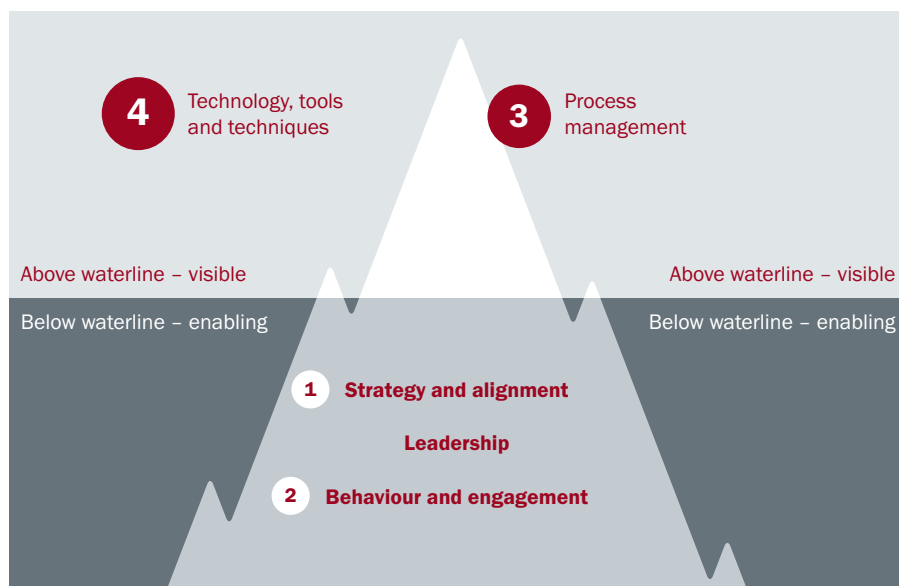 4
Technology, tools
and techniques
3
Process
management
Above waterline – visible
Above waterline – visible
Below waterline – enabling
Below waterline – enabling
1
Strategy and alignment
Leadership
2
Behaviour and engagement